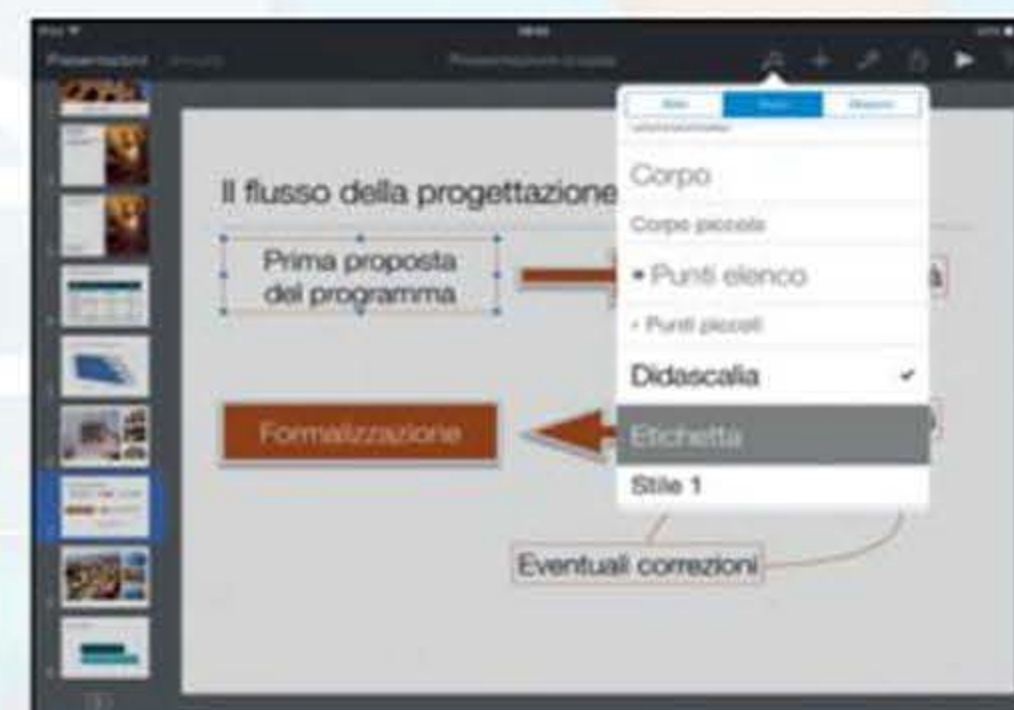 Presentazioni
Il flusso della progettazione
Prima proposta
del programma
Formalizzazione
Eventuali correzioni
Corpo
Corpo piccolo
• Punti elenco
• Punti piccoli
Didascalia ✓
Etichetta
Stile 1